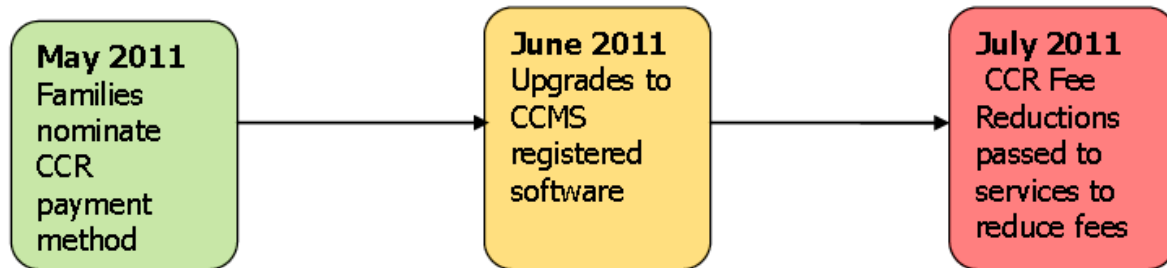 May 2011
Families
nominate
CCR
payment
method
June 2011
Upgrades to
CCMS
registered
software
July 2011
CCR Fee
Reductions
passed to
services to
reduce fees